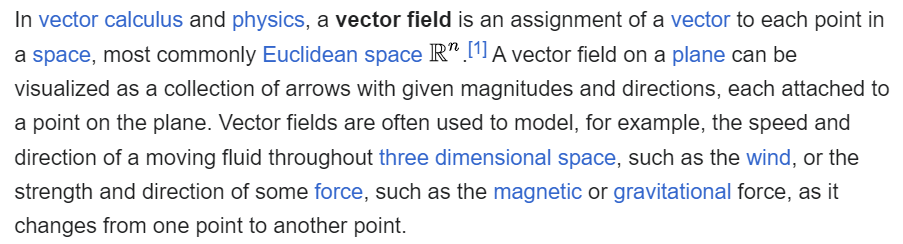 In vector calculus and physics, a vector field is an assignment of a vector to each point in
a space, most commonly Euclidean space ℝⁿ.[1] A vector field on a plane can be
visualized as a collection of arrows with given magnitudes and directions, each attached to
a point on the plane. Vector fields are often used to model, for example, the speed and
direction of a moving fluid throughout three dimensional space, such as the wind, or the
strength and direction of some force, such as the magnetic or gravitational force, as it
changes from one point to another point.